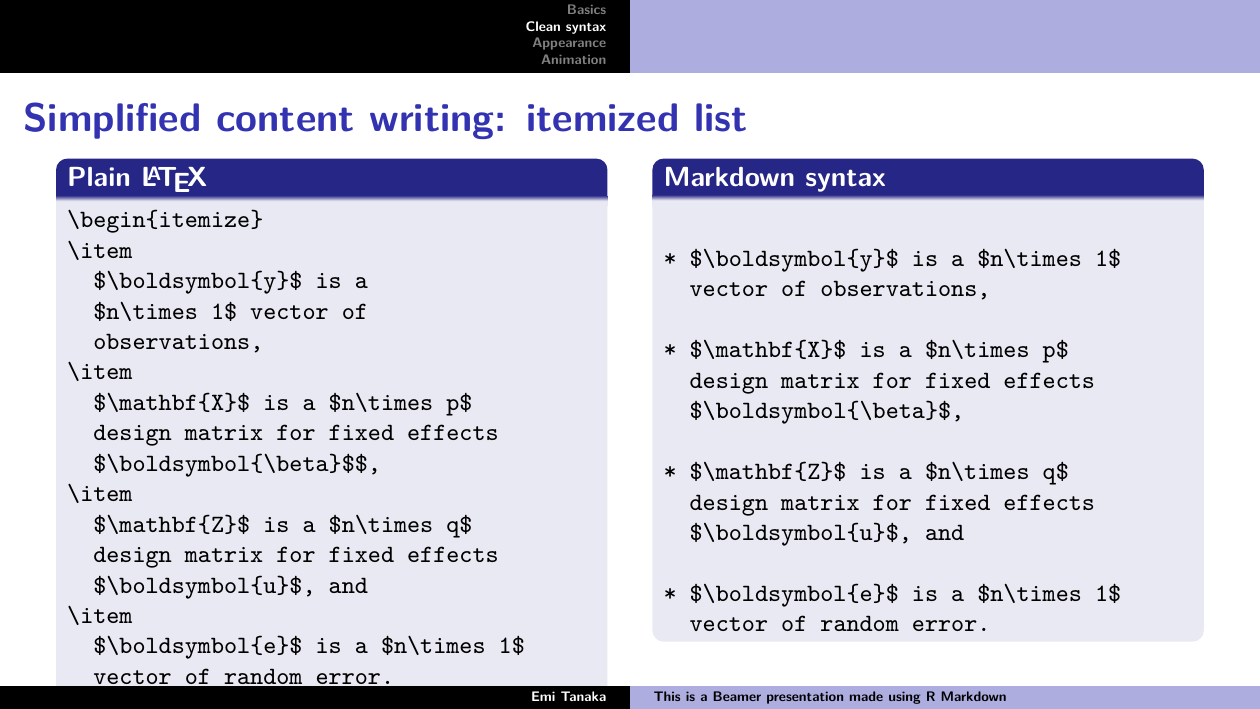 Basics
Clean syntax
Appearance
Animation
Simplified content writing: itemized list
Plain LATEX
\begin{itemize}
\item
$\boldsymbol{y}$ is a
$n\times 1$ vector of
observations,
\item
$\mathbf{X}$ is a $n\times p$
design matrix for fixed effects
$\boldsymbol{\beta}$$,
\item
$\mathbf{Z}$ is a $n\times q$
design matrix for fixed effects
$\boldsymbol{u}$, and
\item
$\boldsymbol{e}$ is a $n\times 1$
vector of random error.
Markdown syntax
* $\boldsymbol{y}$ is a $n\times 1$
vector of observations,
* $\mathbf{X}$ is a $n\times p$
design matrix for fixed effects
$\boldsymbol{\beta}$,
* $\mathbf{Z}$ is a $n\times q$
design matrix for fixed effects
$\boldsymbol{u}$, and
* $\boldsymbol{e}$ is a $n\times 1$
vector of random error.
Emi Tanaka
This is a Beamer presentation made using R Markdown